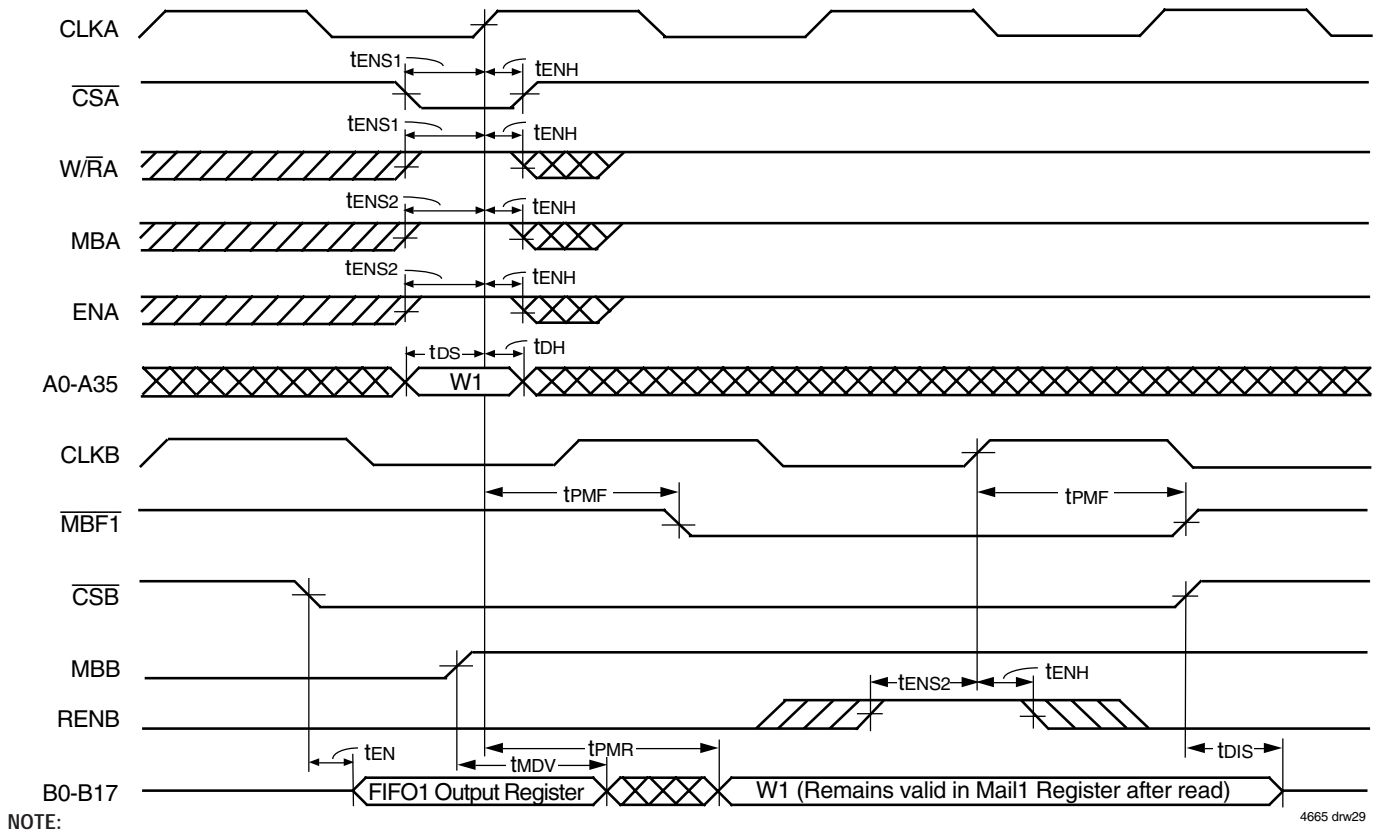 CLKA
tENS1
tENH
CSA
tENS1
tENH
W/RA
tENS2
tENH
MBA
tENS2
tENH
ENA
tDS
tDH
A0-A35
W1
CLKB
tPMF
tPMF
MBF1
CSB
MBB
tENS2
tENH
RENB
tEN
tMDV
tPMR
tDIS
B0-B17
FIFO1 Output Register
W1 (Remains valid in Mail1 Register after read)
4665 drw29
NOTE: